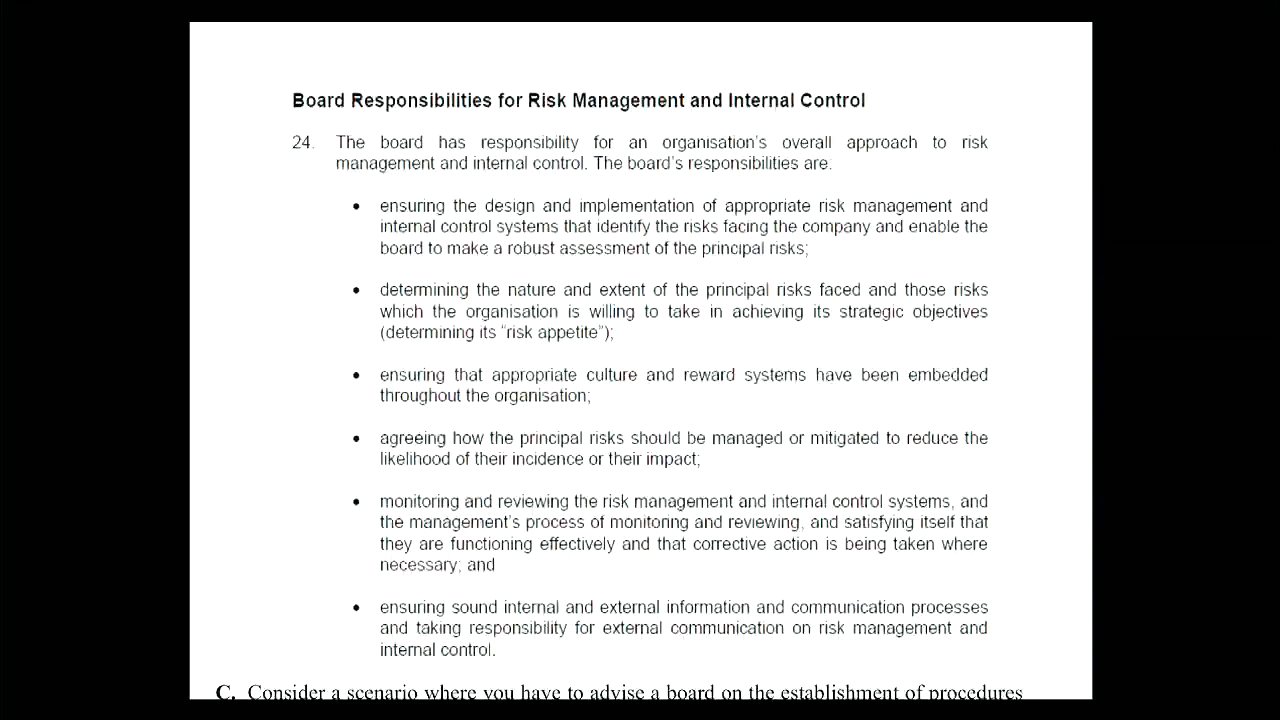 Board Responsibilities for Risk Management and Internal Control
24. The board has responsibility for an organisation's overall approach to risk
management and internal control. The board's responsibilities are:
• ensuring the design and implementation of appropriate risk management and
internal control systems that identify the risks facing the company and enable the
board to make a robust assessment of the principal risks;
• determining the nature and extent of the principal risks faced and those risks
which the organisation is willing to take in achieving its strategic objectives
(determining its "risk appetite");
• ensuring that appropriate culture and reward systems have been embedded
throughout the organisation;
• agreeing how the principal risks should be managed or mitigated to reduce the
likelihood of their incidence or their impact;
• monitoring and reviewing the risk management and internal control systems, and
the management's process of monitoring and reviewing, and satisfying itself that
they are functioning effectively and that corrective action is being taken where
necessary; and
• ensuring sound internal and external information and communication processes
and taking responsibility for external communication on risk management and
internal control.
C. Consider a scenario where you have to advise a board on the establishment of procedures